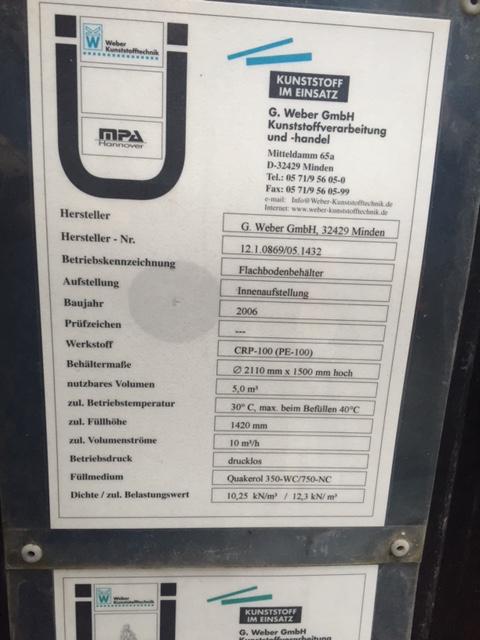 W Weber Kunststofftechnik
MPA
Hannover
KUNSTSTOFF
IM EINSATZ
G. Weber GmbH
Kunststoffverarbeitung
und -handel
Mitteldamm 65a
D-32429 Minden
Tel.: 05 71/9 56 05-0
Fax: 05 71/9 56 05-99
e-mail: Info@Weber-Kunststofftechnik.de
Internet: www.weber-kunststofftechnik.de
Hersteller G. Weber GmbH, 32429 Minden
Hersteller - Nr. 12.1.0869/05.1432
Betriebskennzeichnung Flachbodenbehälter
Aufstellung Innenaufstellung
Baujahr 2006
Prüfzeichen ---
Werkstoff CRP-100 (PE-100)
Behältermaße Ø 2110 mm x 1500 mm hoch
nutzbares Volumen 5,0 m³
zul. Betriebstemperatur 30° C, max. beim Befüllen 40°C
zul. Füllhöhe 1420 mm
zul. Volumenströme 10 m³/h
Betriebsdruck drucklos
Füllmedium Quakerol 350-WC/750-NC
Dichte / zul. Belastungswert 10,25 kN/m³ / 12,3 kN/ m³
W Weber Kunststofftechnik
KUNSTSTOFF
IM EINSATZ
G. Weber GmbH
Kunststoffverarbeitung